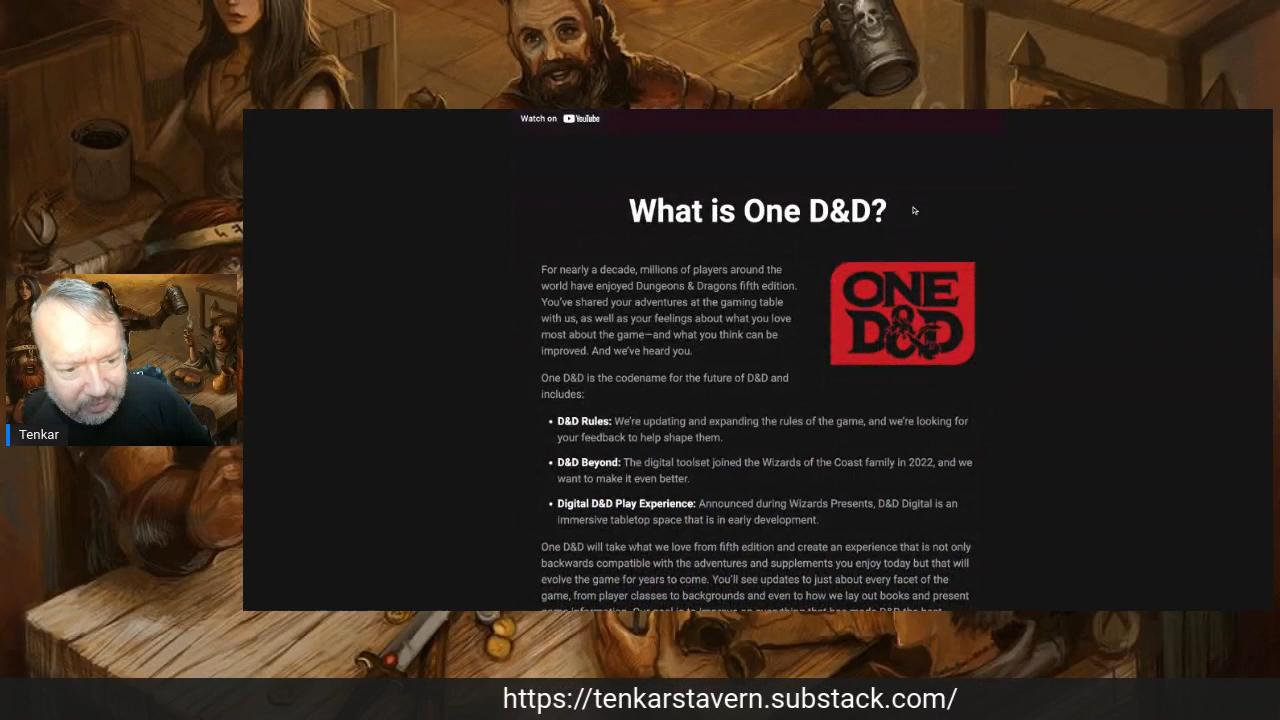 Watch on YouTube
What is One D&D?
For nearly a decade, millions of players around the
world have enjoyed Dungeons & Dragons fifth edition.
You've shared your adventures at the gaming table
with us, as well as your feelings about what you love
most about the game—and what you think can be
improved. And we've heard you.
ONE
D&D
One D&D is the codename for the future of D&D and
includes:
• D&D Rules: We're updating and expanding the rules of the game, and we're looking for
your feedback to help shape them.
• D&D Beyond: The digital toolset joined the Wizards of the Coast family in 2022, and we
want to make it even better.
• Digital D&D Play Experience: Announced during Wizards Presents, D&D Digital is an
immersive tabletop space that is in early development.
One D&D will take what we love from fifth edition and create an experience that is not only
backwards compatible with the adventures and supplements you enjoy today but that will
evolve the game for years to come. You'll see updates to just about every facet of the
game, from player classes to backgrounds and even to how we lay out books and present
Tenkar
https://tenkarstavern.substack.com/